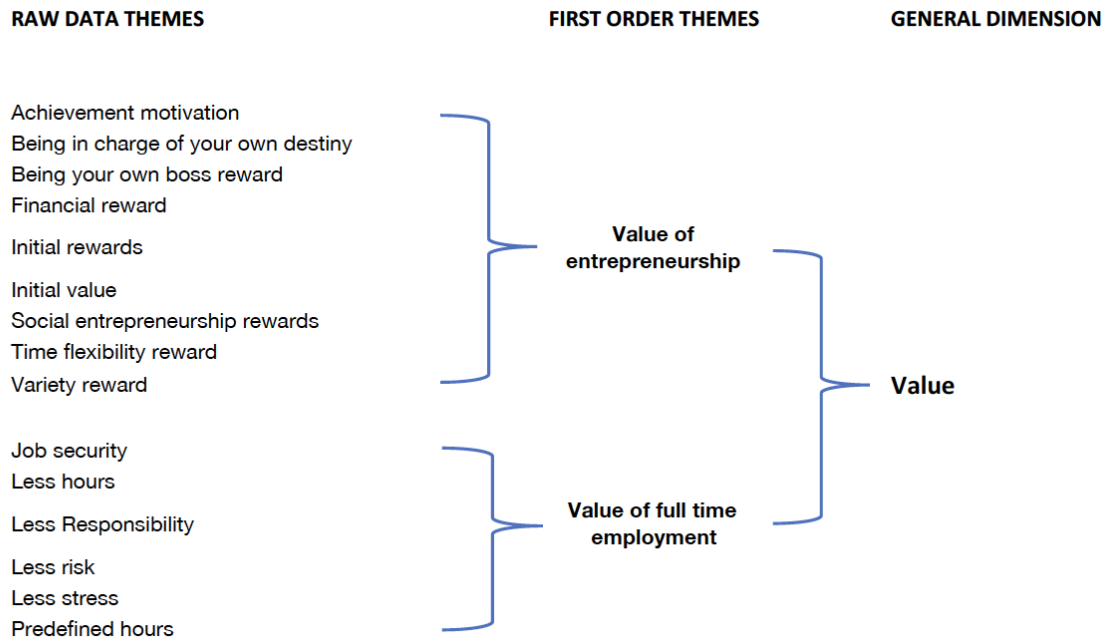 RAW DATA THEMES
FIRST ORDER THEMES
GENERAL DIMENSION
Achievement motivation
Being in charge of your own destiny
Being your own boss reward
Financial reward
Initial rewards
Initial value
Social entrepreneurship rewards
Time flexibility reward
Variety reward
Value of
entrepreneurship
Job security
Less hours
Less Responsibility
Less risk
Less stress
Predefined hours
Value of full time
employment
Value